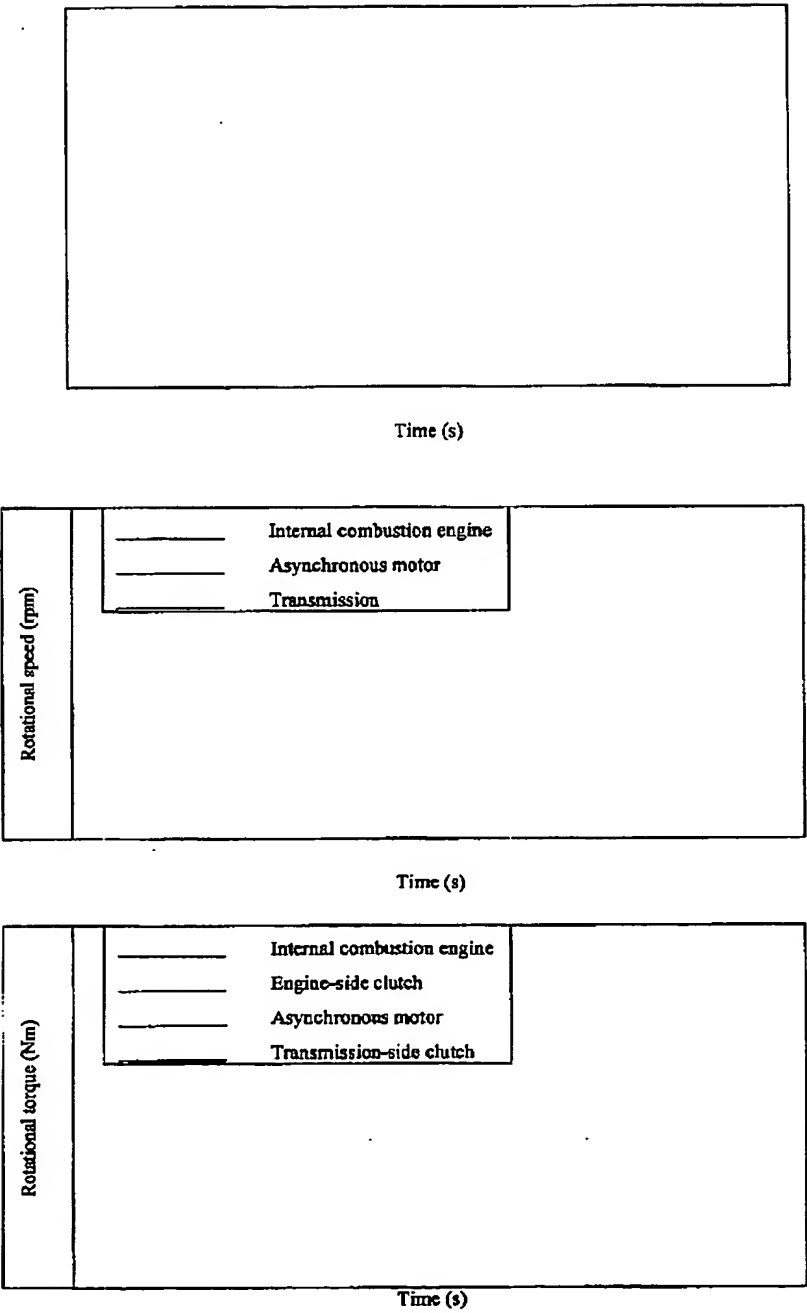 Time (s)
Rotational speed (rpm)
Internal combustion engine
Asynchronous motor
Transmission
Time (s)
Rotational torque (Nm)
Internal combustion engine
Engine-side clutch
Asynchronous motor
Transmission-side clutch
Time (s)